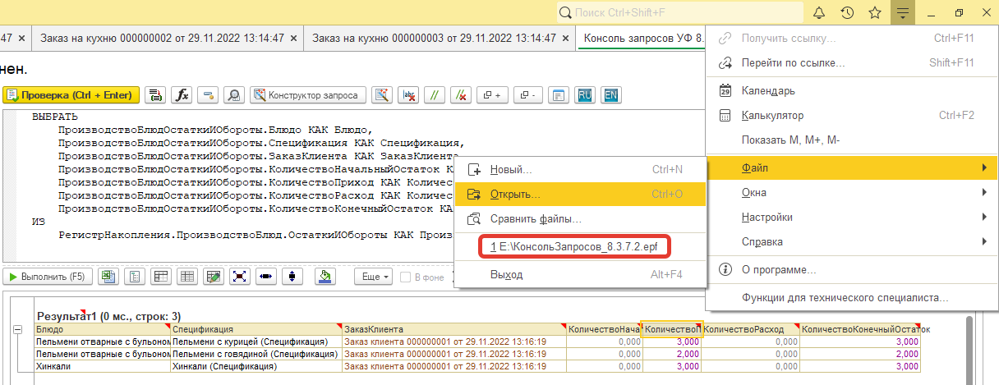 Поиск Ctrl+Shift+F
47 Заказ на кухню 000000002 от 29.11.2022 13:14:47 Заказ на кухню 000000003 от 29.11.2022 13:14:47 Консоль запросов УФ 8.
нен.
Проверка (Ctrl + Enter) Конструктор запроса RU EN
ВЫБРАТЬ
ПроизводствоБлюдОстаткиИОбороты.Блюдо КАК Блюдо,
ПроизводствоБлюдОстаткиИОбороты.Спецификация КАК Спецификация,
ПроизводствоБлюдОстаткиИОбороты.ЗаказКлиента КАК ЗаказКлиента
ПроизводствоБлюдОстаткиИОбороты.КоличествоНачальныйОстаток К
ПроизводствоБлюдОстаткиИОбороты.КоличествоПриход КАК Количес
ПроизводствоБлюдОстаткиИОбороты.КоличествоРасход КАК Количес
ПроизводствоБлюдОстаткиИОбороты.КоличествоКонечныйОстаток КА
ИЗ
РегистрНакопления.ПроизводствоБлюд.ОстаткиИОбороты КАК Произ
Получить ссылку... Ctrl+F11
Перейти по ссылке... Shift+F11
Календарь
Калькулятор Ctrl+F2
Показать M, M+, M-
Файл
Окна
Настройки
Справка
О программе...
Функции для технического специалиста...
Новый... Ctrl+N
Открыть... Ctrl+O
Сравнить файлы...
1 E:\КонсольЗапросов_8.3.7.2.epf
Выход Alt+F4
Выполнить (F5) Еще В фоне
Результат1 (0 мс., строк: 3)
Блюдо Спецификация ЗаказКлиента КоличествоНача КоличествоП КоличествоРасход КоличествоКонечныйОстаток
Пельмени отварные с бульоном Пельмени с курицей (Спецификация) Заказ клиента 000000001 от 29.11.2022 13:16:19 0,000 3,000 0,000 3,000
Пельмени отварные с бульоном Пельмени с говядиной (Спецификация) Заказ клиента 000000001 от 29.11.2022 13:16:19 0,000 2,000 0,000 2,000
Хинкали Хинкали (Спецификация) Заказ клиента 000000001 от 29.11.2022 13:16:19 0,000 3,000 0,000 3,000